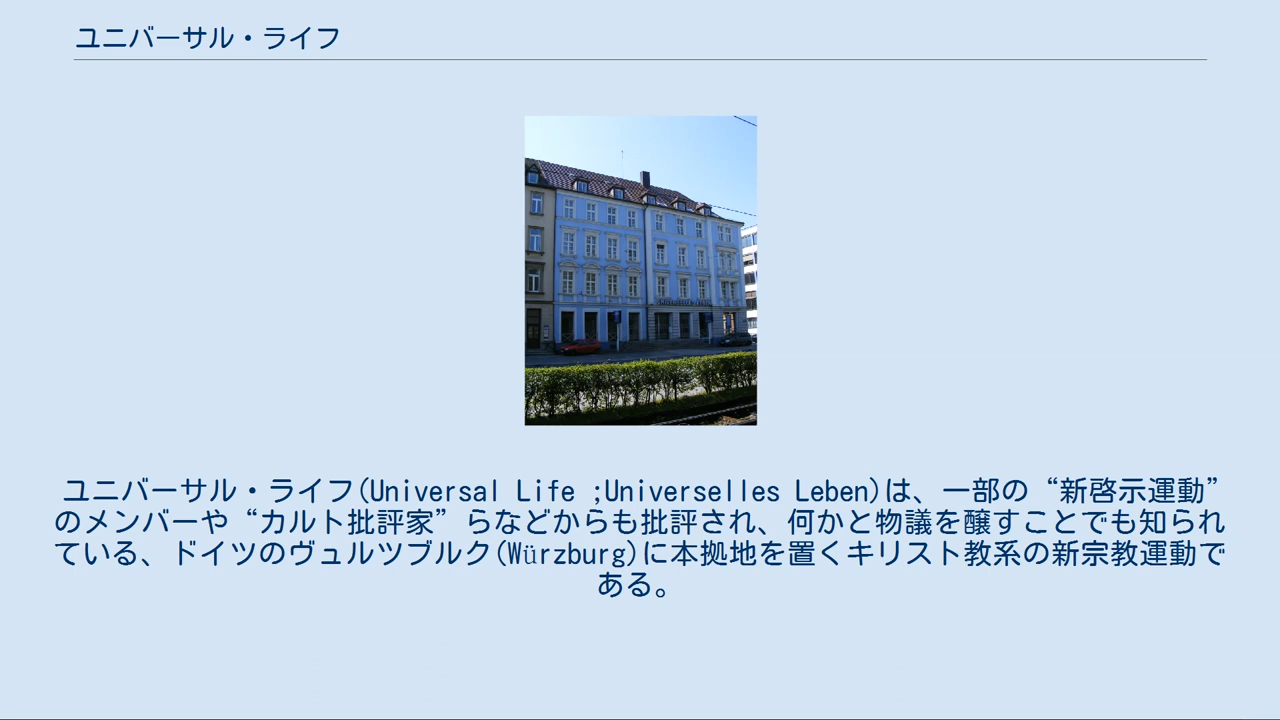 ユニバーサル・ライフ
ユニバーサル・ライフ(Universal Life ;Universelles Leben)は、一部の“新啓示運動”
のメンバーや“カルト批評家”らなどからも批評され、何かと物議を醸すことでも知られ
ている、ドイツのヴュルツブルク(Würzburg)に本拠地を置くキリスト教系の新宗教運動で
ある。